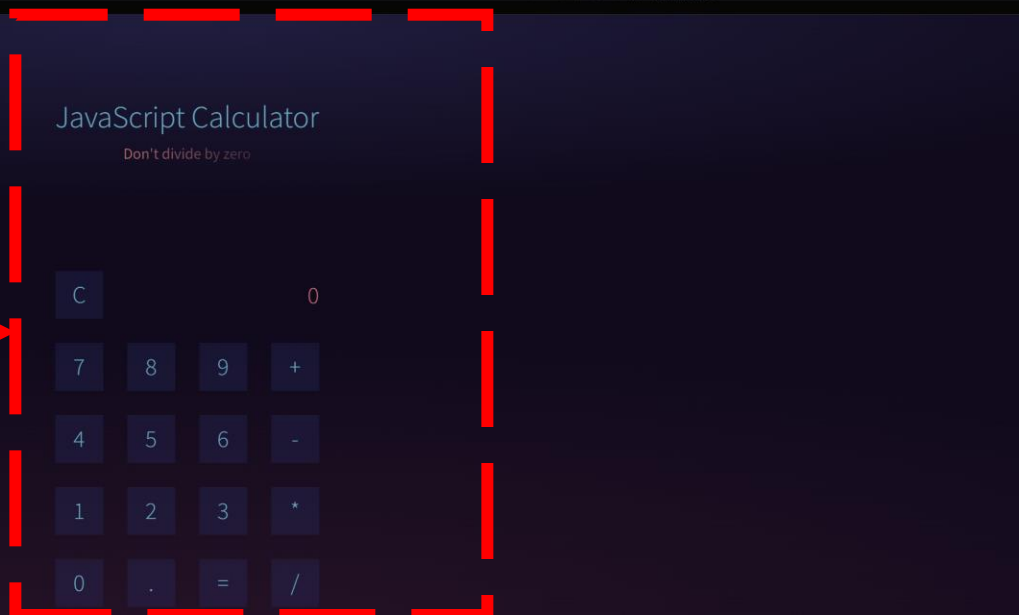 JavaScript Calculator
Don't divide by zero
C 0
7 8 9 +
4 5 6 -
1 2 3 *
0 . = /